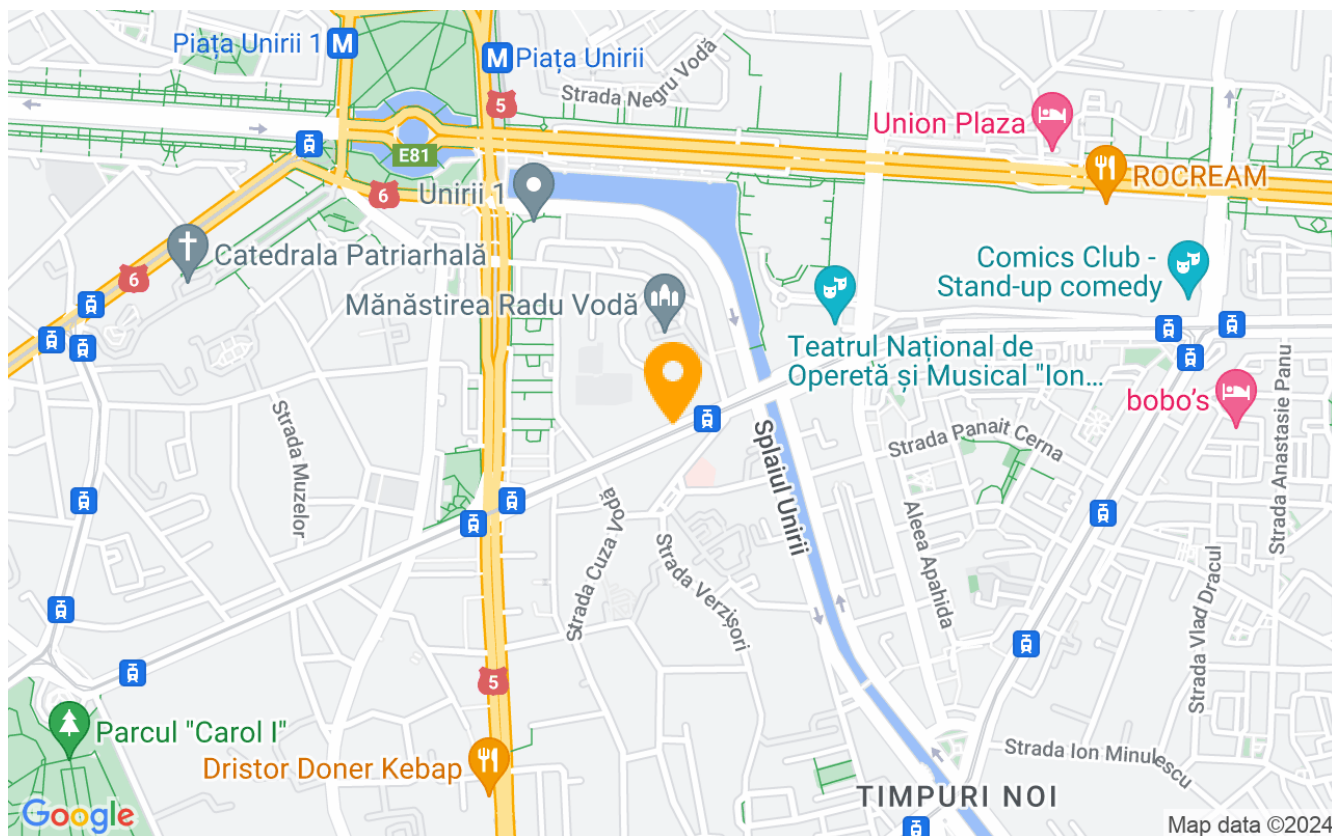 Piața Unirii 1
M
M
Piața Unirii
Strada Negru Vodă
5
Union Plaza
E81
ROCREAM
6
Unirii 1
Catedrala Patriarhală
6
Comics Club -
Stand-up comedy
Mănăstirea Radu Vodă
Teatrul Național de
Operetă și Musical "Ion...
bobo's
Strada Anastasie Panu
Strada Muzelor
Strada Panait Cerna
Splaiul Unirii
Strada Cuza Vodă
Aleea Apahida
Strada Verzișori
Strada Vlad Dracul
5
Parcul "Carol I"
Dristor Doner Kebap
Strada Ion Minulescu
TIMPURI NOI
Google
Map data ©2024